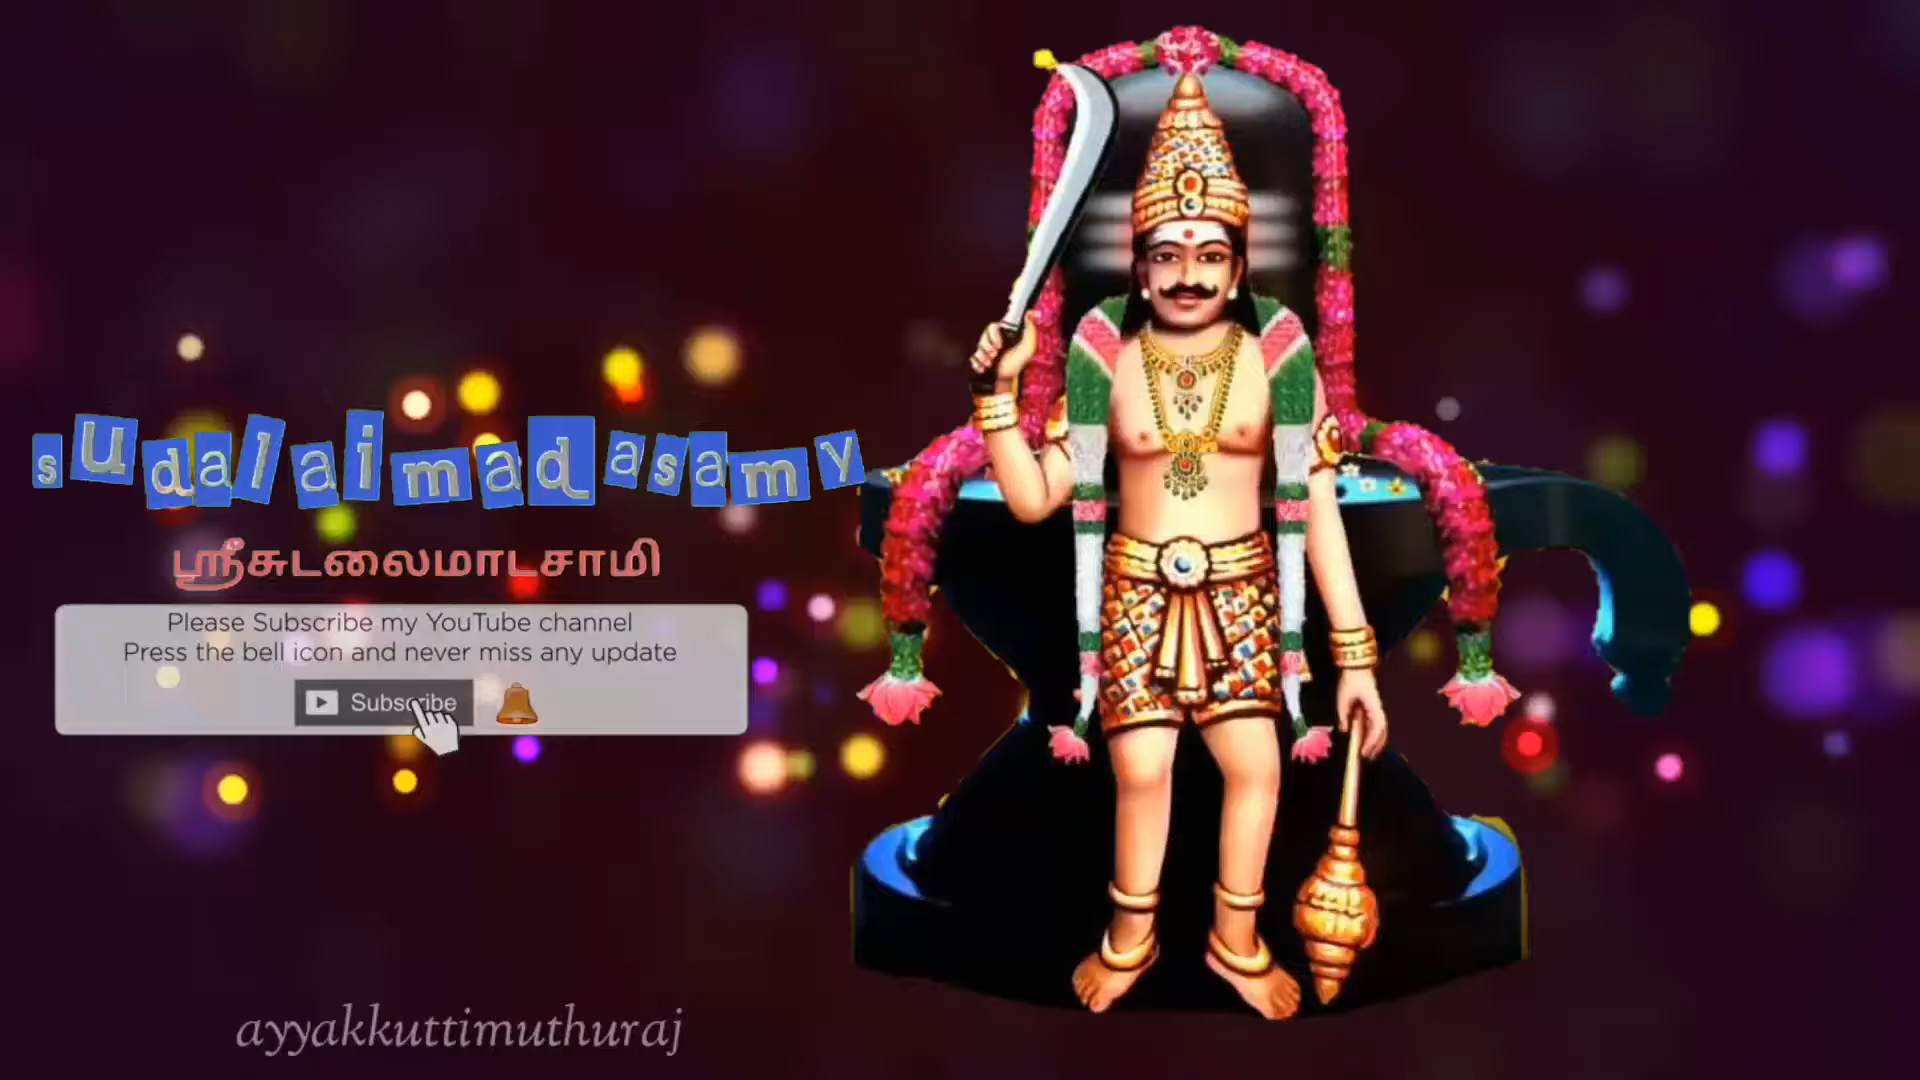 sudalaimadasamy
ஸ்ரீசுடலைமாடசாமி
Please Subscribe my YouTube channel
Press the bell icon and never miss any update
Subscribe
ayyakkuttimuthuraj